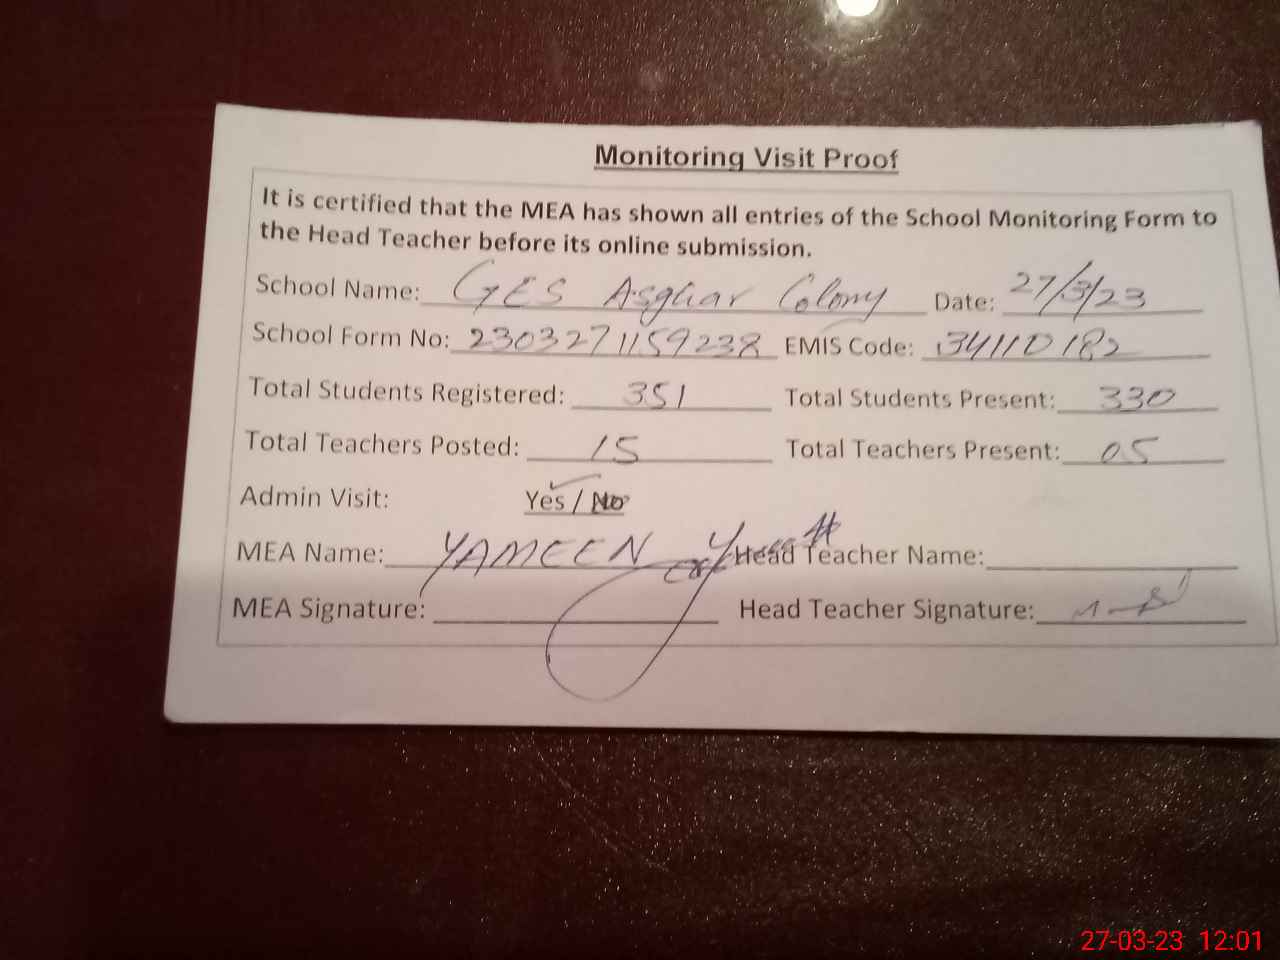 Monitoring Visit Proof
It is certified that the MEA has shown all entries of the School Monitoring Form to
the Head Teacher before its online submission.
School Name: GES Asghar Colony Date: 27/3/23
School Form No: 2303271159238 EMIS Code: 34110182
Total Students Registered: 351 Total Students Present: 330
Total Teachers Posted: 15 Total Teachers Present: 05
Admin Visit: Yes / No
MEA Name: YAMEEN Head Teacher Name:
MEA Signature: Head Teacher Signature:
27-03-23 12:01